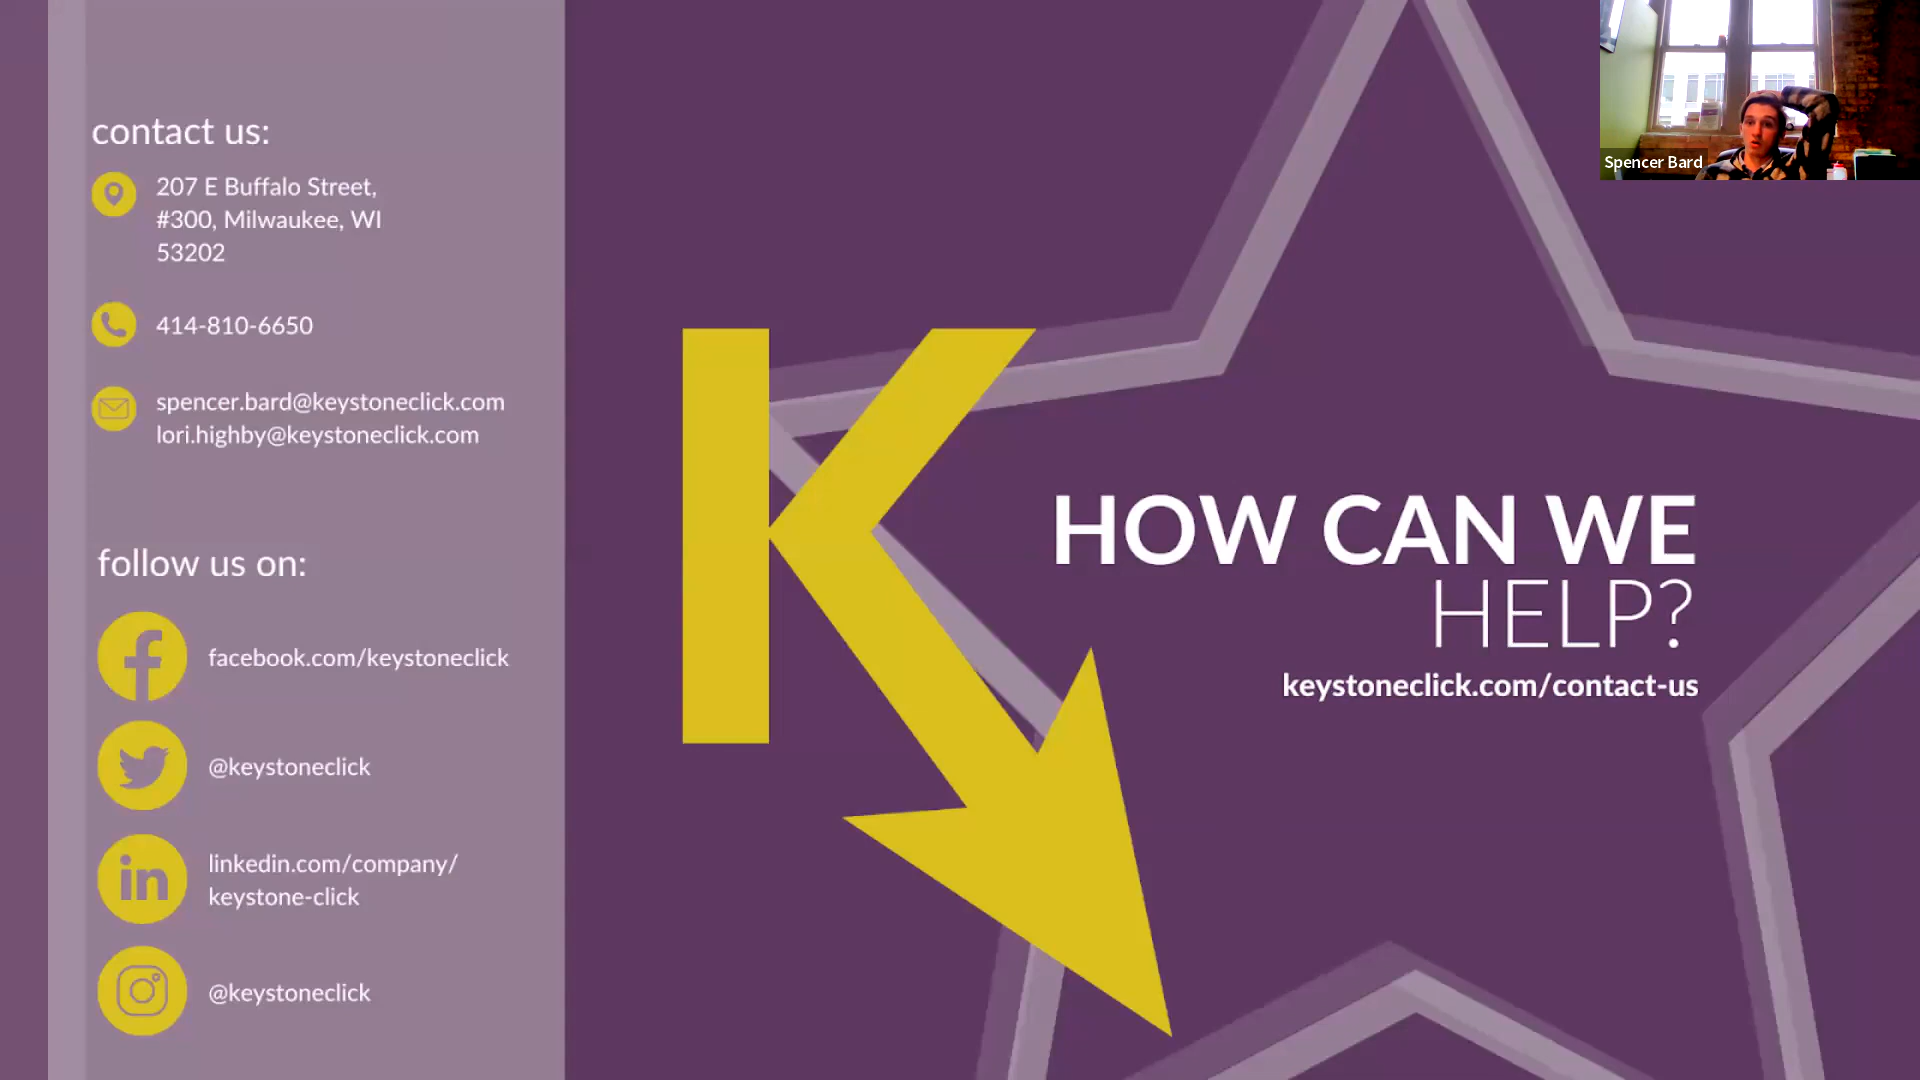 contact us:
207 E Buffalo Street,
#300, Milwaukee, WI
53202
414-810-6650
spencer.bard@keystoneclick.com
lori.highby@keystoneclick.com
follow us on:
facebook.com/keystoneclick
@keystoneclick
linkedin.com/company/
keystone-click
@keystoneclick
K
HOW CAN WE
HELP?
keystoneclick.com/contact-us
Spencer Bard